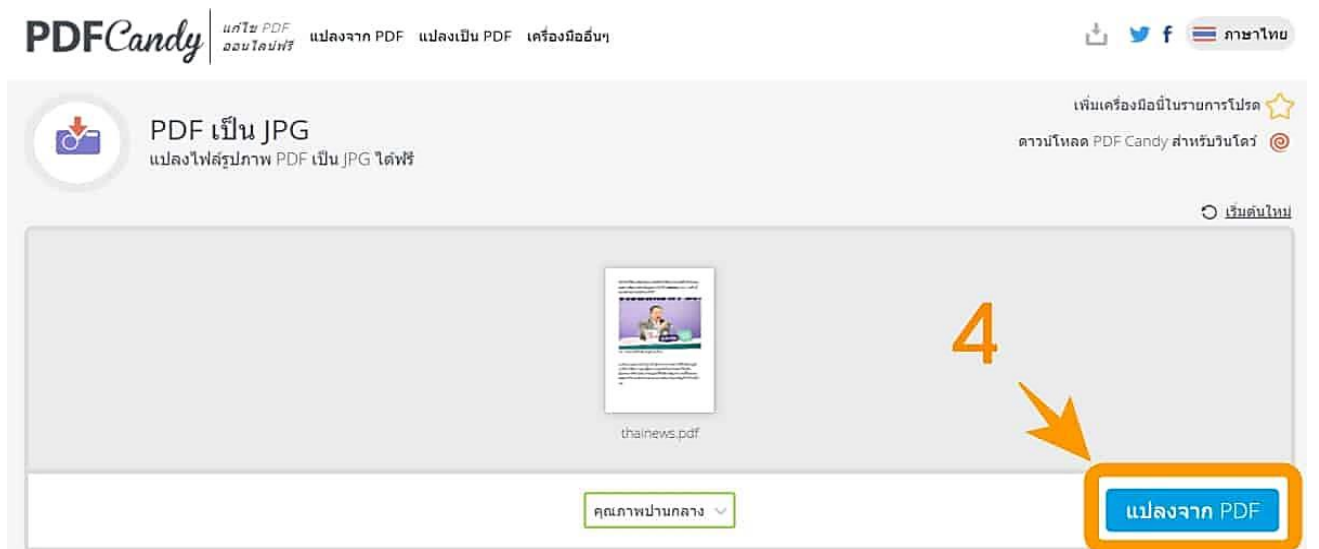 PDFCandy
แก้ไข PDF
ออนไลน์ฟรี
แปลงจาก PDF แปลงเป็น PDF เครื่องมืออื่นๆ
f ภาษาไทย
เพิ่มเครื่องมือนี้ในรายการโปรด
PDF เป็น JPG
ดาวน์โหลด PDF Candy สำหรับวินโดว์
แปลงไฟล์รูปภาพ PDF เป็น JPG ได้ฟรี
เริ่มต้นใหม่
4
thainews.pdf
คุณภาพปานกลาง
แปลงจาก PDF